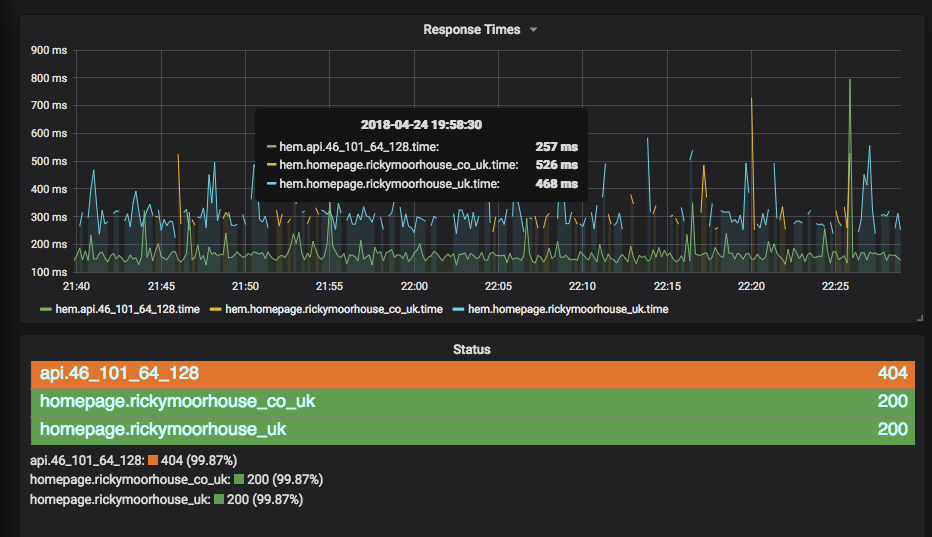 Response Times
900 ms
800 ms
700 ms
600 ms
500 ms
400 ms
300 ms
200 ms
100 ms
2018-04-24 19:58:30
hem.api.46_101_64_128.time: 257 ms
hem.homepage.rickymoorhouse_co_uk.time: 526 ms
hem.homepage.rickymoorhouse_uk.time: 468 ms
21:40 21:45 21:50 21:55 22:00 22:05 22:10 22:15 22:20 22:25
hem.api.46_101_64_128.time hem.homepage.rickymoorhouse_co_uk.time hem.homepage.rickymoorhouse_uk.time
Status
api.46_101_64_128 404
homepage.rickymoorhouse_co_uk 200
homepage.rickymoorhouse_uk 200
api.46_101_64_128: 404 (99.87%)
homepage.rickymoorhouse_co_uk: 200 (99.87%)
homepage.rickymoorhouse_uk: 200 (99.87%)